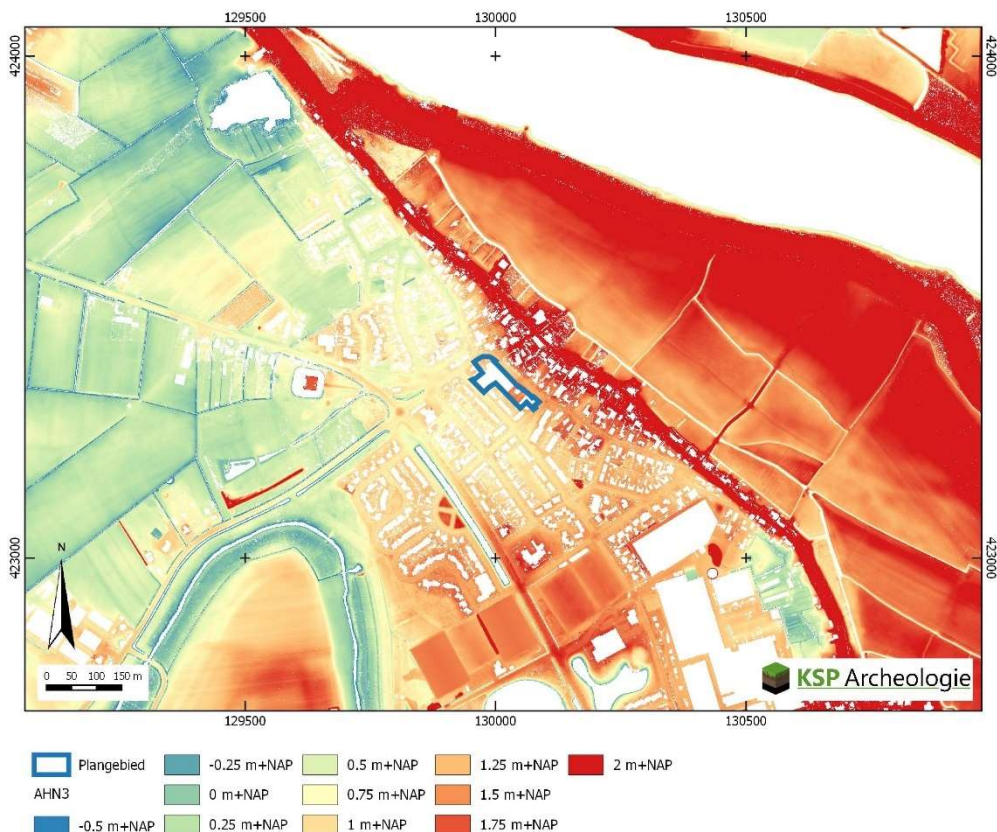 129500 130000 130500
424000 424000
423000 423000
N
0 50 100 150 m
KSP Archeologie
129500 130000 130500
Plangebied -0.25 m+NAP 0.5 m+NAP 1.25 m+NAP 2 m+NAP
AHN3 0 m+NAP 0.75 m+NAP 1.5 m+NAP
-0.5 m+NAP 0.25 m+NAP 1 m+NAP 1.75 m+NAP